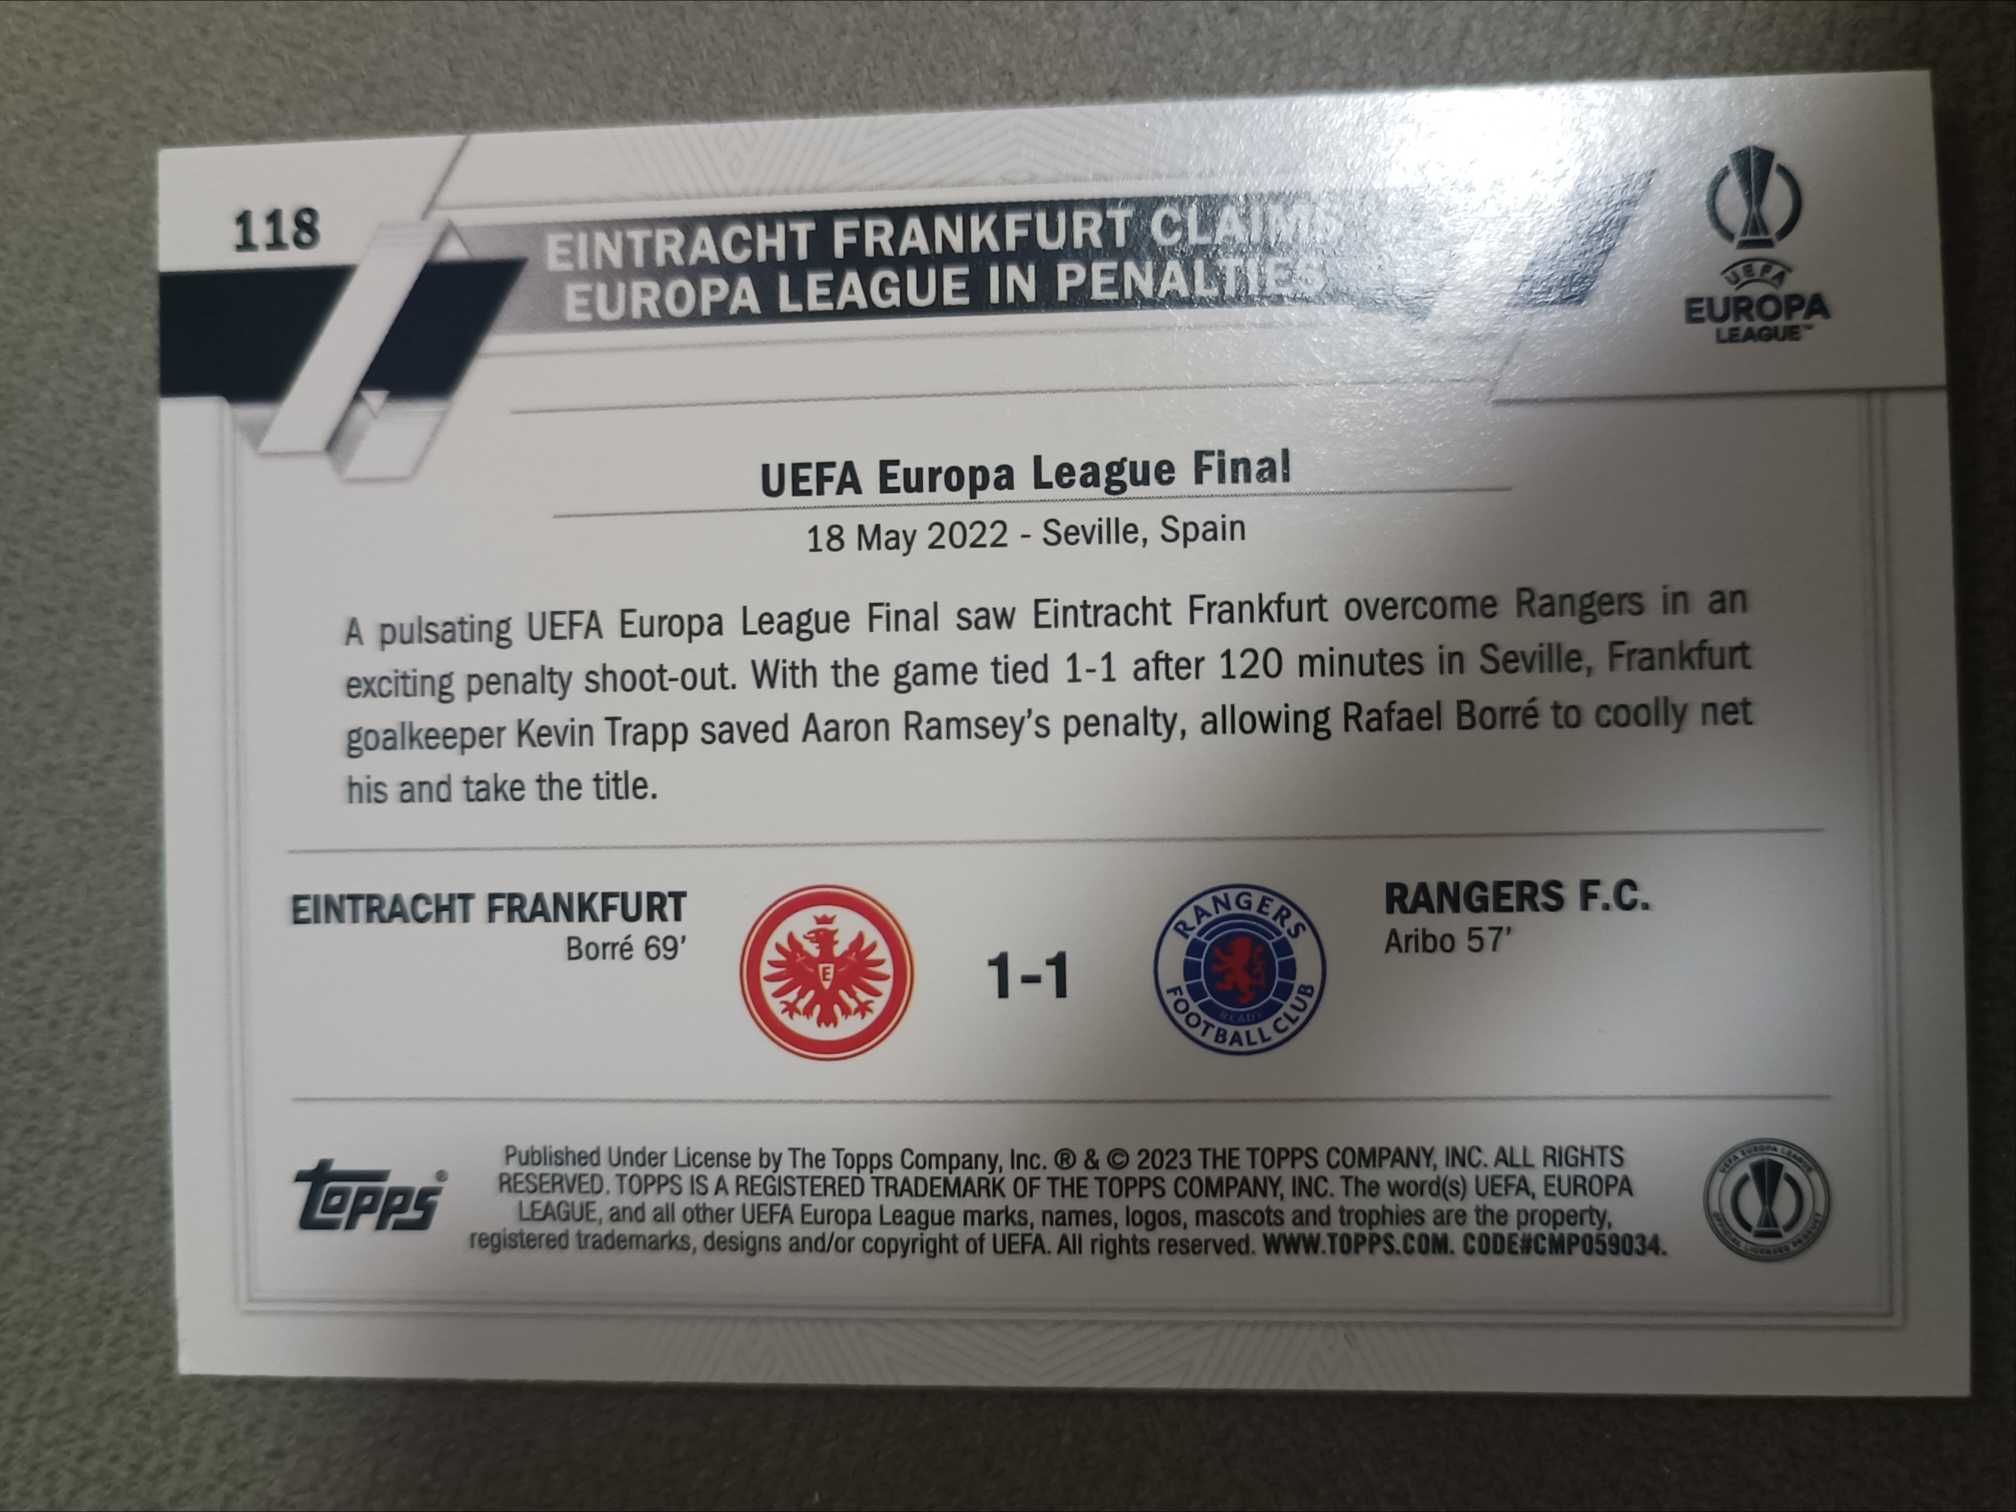 118
EINTRACHT FRANKFURT CLAIMS
EUROPA LEAGUE IN PENALTIES
UEFA
EUROPA
LEAGUE™
UEFA Europa League Final
18 May 2022 - Seville, Spain
A pulsating UEFA Europa League Final saw Eintracht Frankfurt overcome Rangers in an
exciting penalty shoot-out. With the game tied 1-1 after 120 minutes in Seville, Frankfurt
goalkeeper Kevin Trapp saved Aaron Ramsey’s penalty, allowing Rafael Borré to coolly net
his and take the title.
EINTRACHT FRANKFURT
Borré 69’
E
1-1
RANGERS
FOOTBALL CLUB
READY
RANGERS F.C.
Aribo 57’
topps®
Published Under License by The Topps Company, Inc. ® & © 2023 THE TOPPS COMPANY, INC. ALL RIGHTS
RESERVED. TOPPS IS A REGISTERED TRADEMARK OF THE TOPPS COMPANY, INC. The word(s) UEFA, EUROPA
LEAGUE, and all other UEFA Europa League marks, names, logos, mascots and trophies are the property,
registered trademarks, designs and/or copyright of UEFA. All rights reserved. WWW.TOPPS.COM. CODE#CMP059034.
UEFA EUROPA LEAGUE
OFFICIAL LICENSED PRODUCT